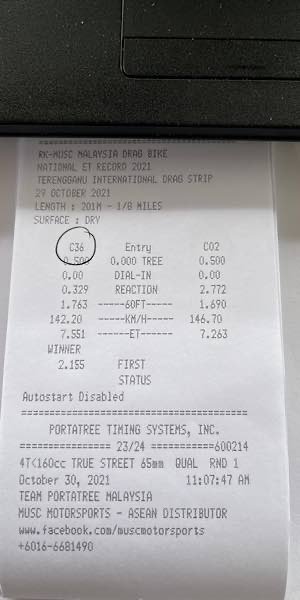 RK-MUSC MALAYSIA DRAG BIKE
NATIONAL ET RECORD 2021
TERENGGANU INTERNATIONAL DRAG STRIP
29 OCTOBER 2021
LENGTH : 201M - 1/8 MILES
SURFACE : DRY
C36 Entry C02
0.500 0.000 TREE 0.500
0.00 DIAL-IN 0.00
0.329 REACTION 2.772
1.763 -----60FT----- 1.690
142.20 -----KM/H----- 146.70
7.551 ------ET------ 7.263
WINNER
2.155 FIRST
STATUS
Autostart Disabled
========================================
PORTATREE TIMING SYSTEMS, INC.
================ 23/24 ===========600214
4T<160cc TRUE STREET 65mm QUAL RND 1
October 30, 2021 11:07:47 AM
TEAM PORTATREE MALAYSIA
MUSC MOTORSPORTS - ASEAN DISTRIBUTOR
www.facebook.com/muscmotorsports
+6016-6681490